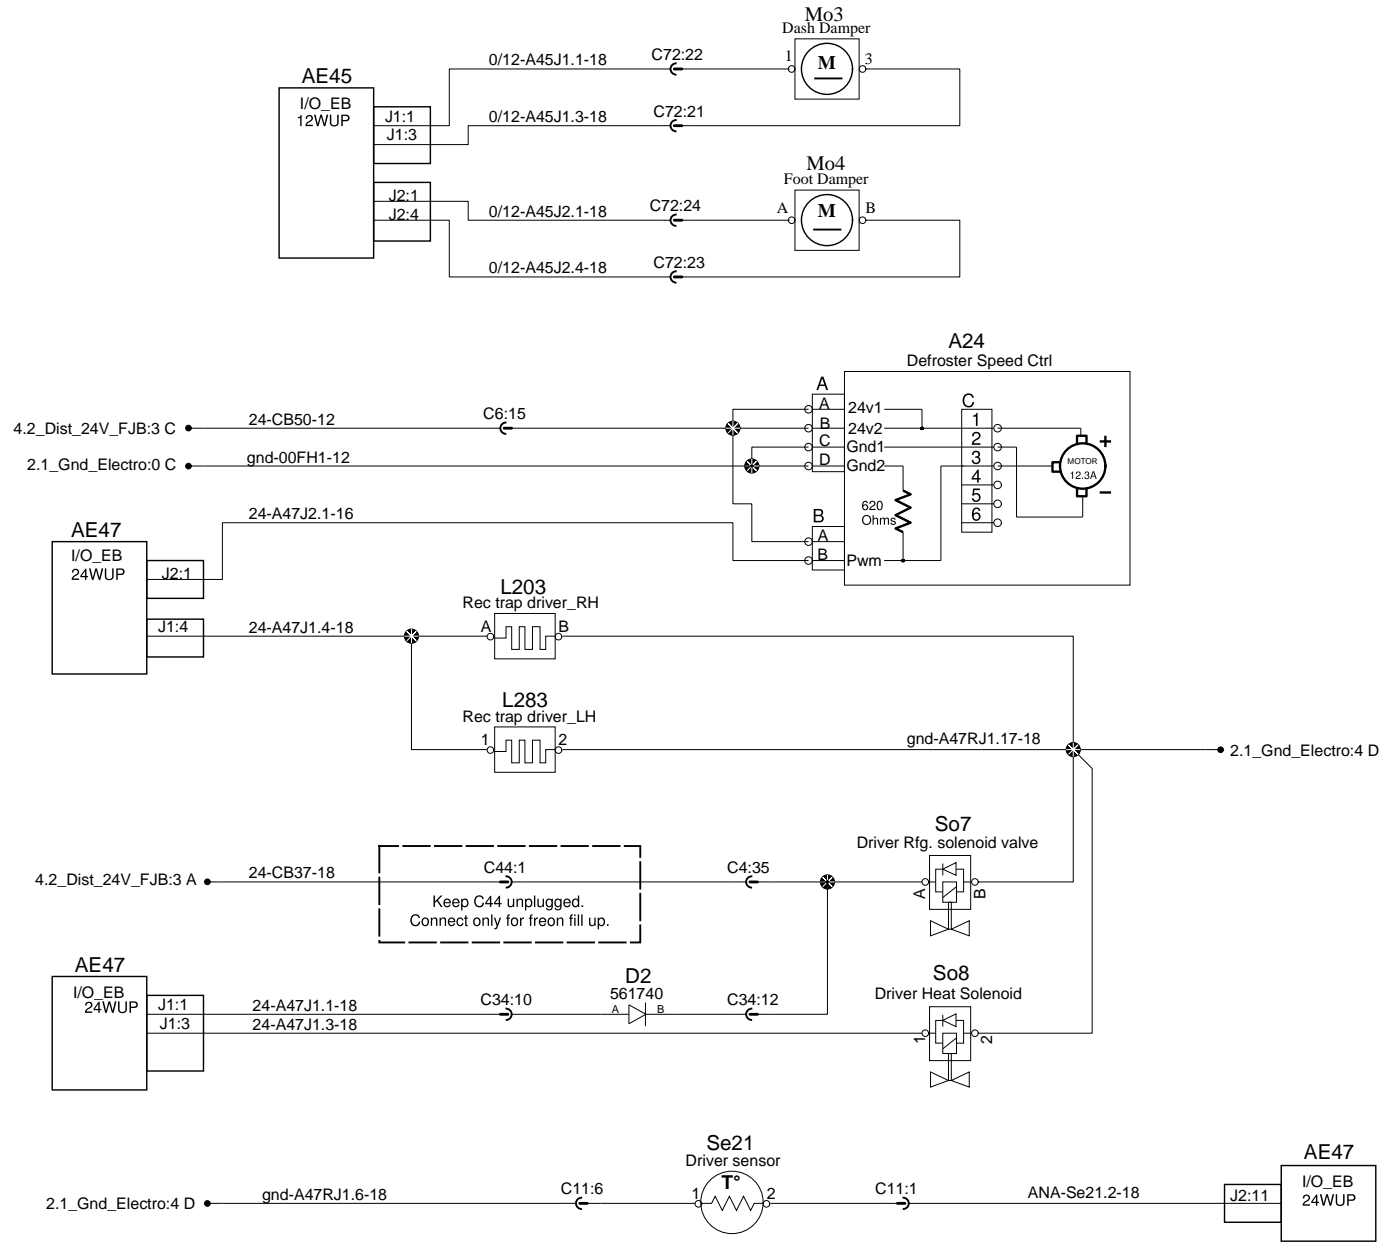 Mo3
Dash Damper
AE45
I/O_EB
12WUP
J1:1
J1:3
J2:1
J2:4
0/12-A45J1.1-18
C72:22
1
M
3
0/12-A45J1.3-18
C72:21
Mo4
Foot Damper
0/12-A45J2.1-18
C72:24
A
M
B
0/12-A45J2.4-18
C72:23
A24
Defroster Speed Ctrl
A
A
B
C
D
24v1
24v2
Gnd1
Gnd2
C
1
2
3
4
5
6
MOTOR
12.3A
+
−
620
Ohms
B
A
B
Pwm
4.2_Dist_24V_FJB:3 C
24-CB50-12
C6:15
2.1_Gnd_Electro:0 C
gnd-00FH1-12
AE47
I/O_EB
24WUP
J2:1
J1:4
24-A47J2.1-16
24-A47J1.4-18
L203
Rec trap driver_RH
A
B
L283
Rec trap driver_LH
1
2
gnd-A47RJ1.17-18
2.1_Gnd_Electro:4 D
So7
Driver Rfg. solenoid valve
A
B
4.2_Dist_24V_FJB:3 A
24-CB37-18
C44:1
Keep C44 unplugged.
Connect only for freon fill up.
C4:35
AE47
I/O_EB
24WUP
J1:1
J1:3
24-A47J1.1-18
24-A47J1.3-18
C34:10
D2
561740
A
B
C34:12
So8
Driver Heat Solenoid
1
2
Se21
Driver sensor
T°
1
2
2.1_Gnd_Electro:4 D
gnd-A47RJ1.6-18
C11:6
C11:1
ANA-Se21.2-18
AE47
J2:11
I/O_EB
24WUP